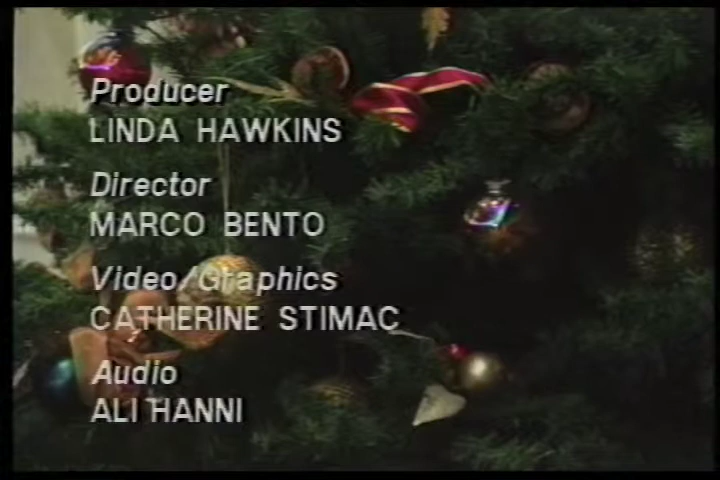 Producer
LINDA HAWKINS
Director
MARCO BENTO
Video/Graphics
CATHERINE STIMAC
Audio
ALI HANNI